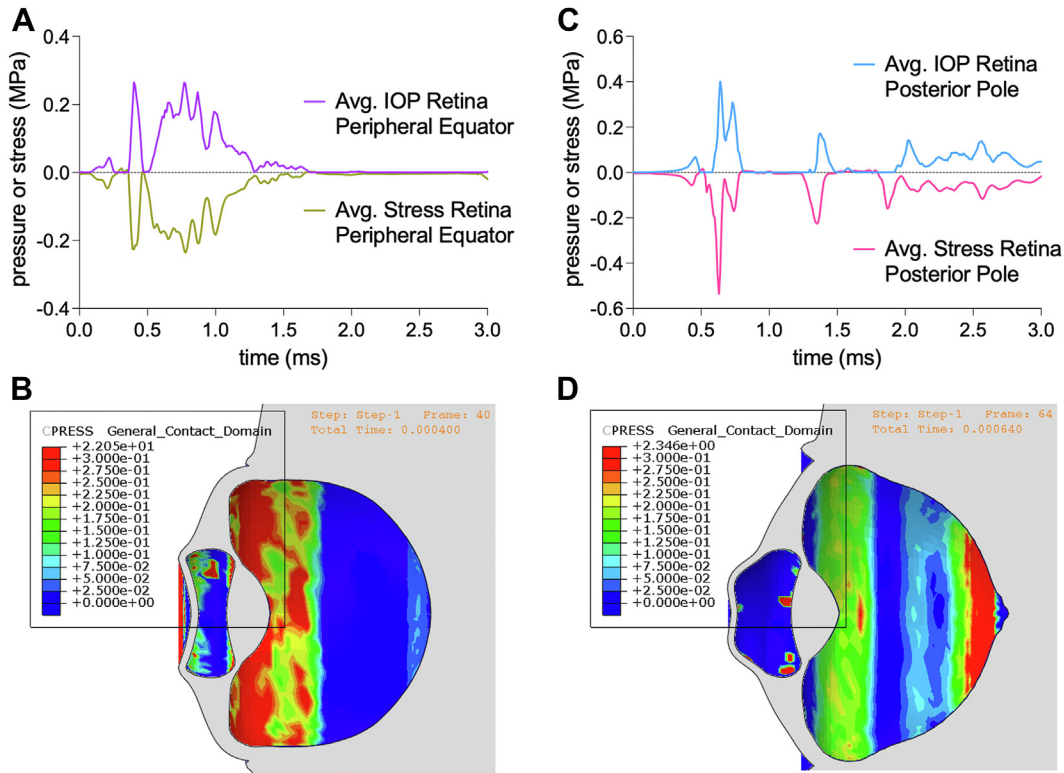 A
pressure or stress (MPa)
0.4
0.2
0.0
-0.2
-0.4
0.0
0.5
1.0
1.5
2.0
2.5
3.0
time (ms)
Avg. IOP Retina
Peripheral Equator
Avg. Stress Retina
Peripheral Equator
C
pressure or stress (MPa)
0.6
0.4
0.2
0.0
-0.2
-0.4
-0.6
0.0
0.5
1.0
1.5
2.0
2.5
3.0
time (ms)
Avg. IOP Retina
Posterior Pole
Avg. Stress Retina
Posterior Pole
B
Step: Step-1 Frame: 40
Total Time: 0.000400
CPRESS General_Contact_Domain
+2.205e+01
+3.000e-01
+2.750e-01
+2.500e-01
+2.250e-01
+2.000e-01
+1.750e-01
+1.500e-01
+1.250e-01
+1.000e-01
+7.500e-02
+5.000e-02
+2.500e-02
+0.000e+00
D
Step: Step-1 Frame: 64
Total Time: 0.000640
CPRESS General_Contact_Domain
+2.346e+00
+3.000e-01
+2.750e-01
+2.500e-01
+2.250e-01
+2.000e-01
+1.750e-01
+1.500e-01
+1.250e-01
+1.000e-01
+7.500e-02
+5.000e-02
+2.500e-02
+0.000e+00